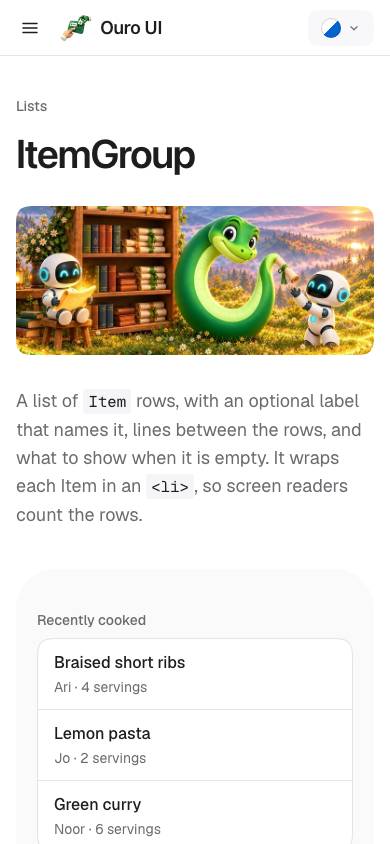 Ouro UI
Lists
ItemGroup
A list of Item rows, with an optional label
that names it, lines between the rows, and
what to show when it is empty. It wraps
each Item in an <li>, so screen readers
count the rows.
Recently cooked
Braised short ribs
Ari · 4 servings
Lemon pasta
Jo · 2 servings
Green curry
Noor · 6 servings